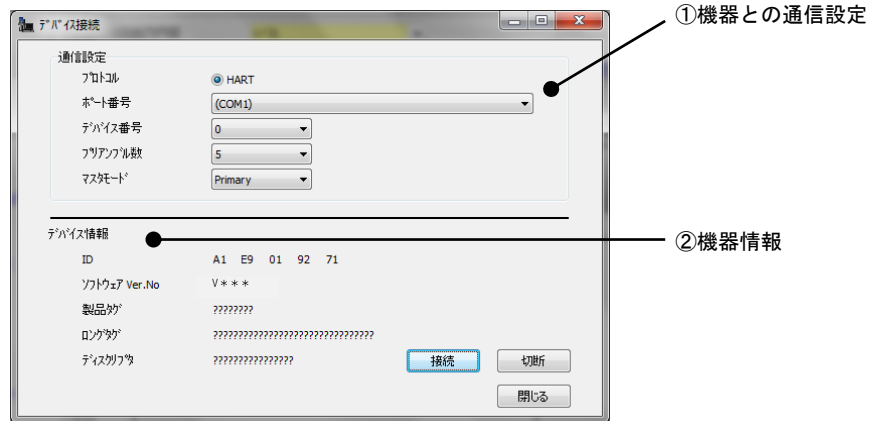 ﾃﾞﾊﾞｲｽ接続
①機器との通信設定
通信設定
ﾌﾟﾛﾄｺﾙ HART
ﾎﾟｰﾄ番号 (COM1)
ﾃﾞﾊﾞｲｽ番号 0
ﾌﾟﾘｱﾝﾌﾞﾙ数 5
ﾏｽﾀﾓｰﾄﾞ Primary
ﾃﾞﾊﾞｲｽ情報
②機器情報
ID A1 E9 01 92 71
ｿﾌﾄｳｪｱ Ver.No V＊＊＊
製品ﾀｸﾞ ????????
ﾛﾝｸﾞﾀｸﾞ ????????????????????????????????
ﾃﾞｨｽｸﾘﾌﾟﾀ ????????????????
接続 切断
閉じる